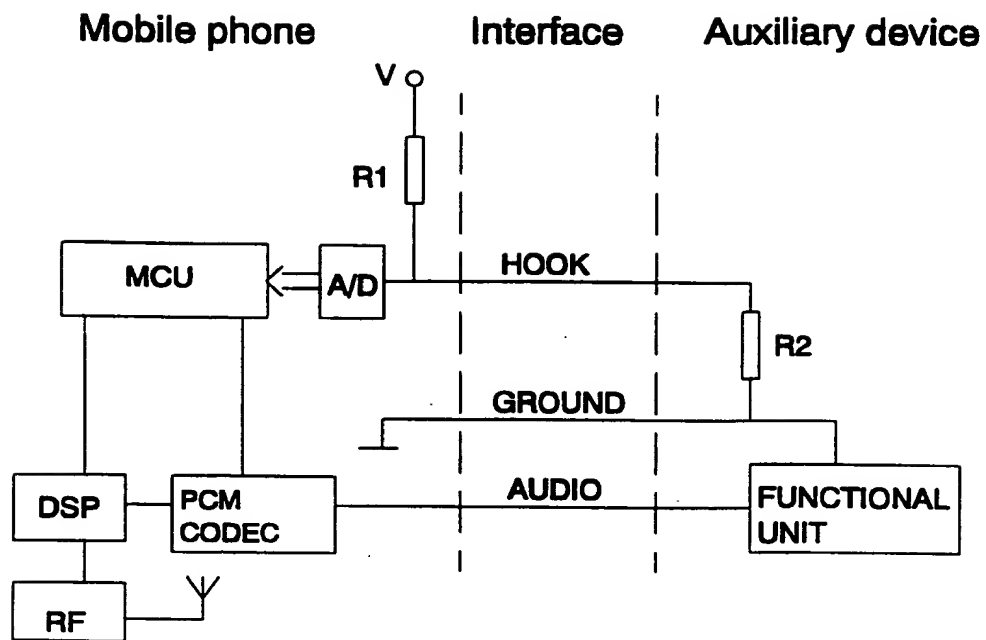 Mobile phone
Interface
Auxiliary device
V
R1
MCU
A/D
HOOK
R2
GROUND
DSP
PCM
CODEC
AUDIO
FUNCTIONAL
UNIT
RF